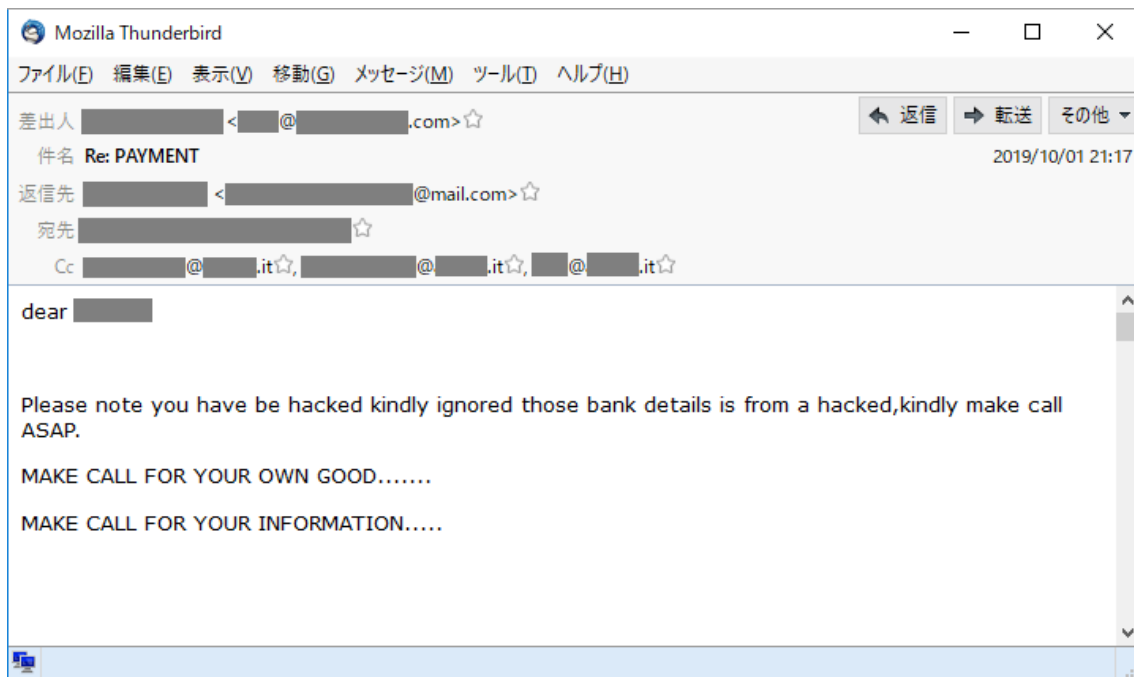 Mozilla Thunderbird
ファイル(F) 編集(E) 表示(V) 移動(G) メッセージ(M) ツール(T) ヘルプ(H)
差出人 < @ .com>☆ 返信 転送 その他
件名 Re: PAYMENT 2019/10/01 21:17
返信先 < @mail.com>☆
宛先 ☆
Cc @ .it☆, @ .it☆, @ .it☆
dear
Please note you have be hacked kindly ignored those bank details is from a hacked,kindly make call
ASAP.
MAKE CALL FOR YOUR OWN GOOD.......
MAKE CALL FOR YOUR INFORMATION.....